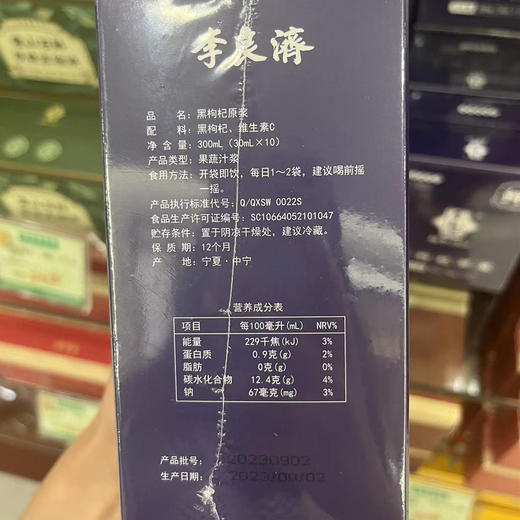 李良濟
品　名：黑枸杞原浆
配　料：黑枸杞、维生素C
净含量：300mL（30mL×10）
产品类型：果蔬汁浆
食用方法：开袋即饮，每日1～2袋，建议喝前摇
一摇。
产品执行标准代号：Q/QXSW 0022S
食品生产许可证编号：SC10664052101047
贮存条件：置于阴凉干燥处，建议冷藏。
保质期：12个月
产　地：宁夏·中宁
营养成分表
项目 每100毫升(mL) NRV%
能量 229千焦(kJ) 3%
蛋白质 0.9克(g) 2%
脂肪 0克(g) 0%
碳水化合物 12.4克(g) 4%
钠 67毫克(mg) 3%
产品批号：20230902
生产日期：2023/09/02